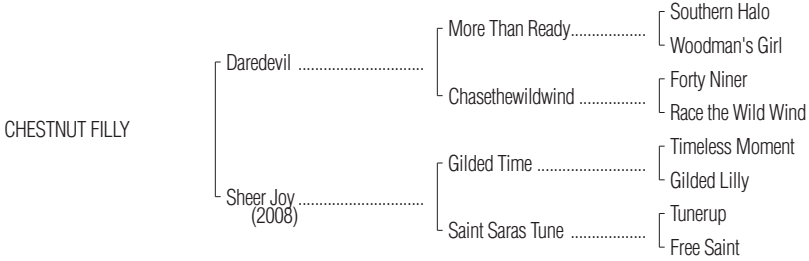 CHESTNUT FILLY
Daredevil ..............................
Sheer Joy ..............................
(2008)
More Than Ready..................
Chasethewildwind ................
Gilded Time ..........................
Saint Saras Tune ..................
Southern Halo
Woodman's Girl
Forty Niner
Race the Wild Wind
Timeless Moment
Gilded Lilly
Tunerup
Free Saint